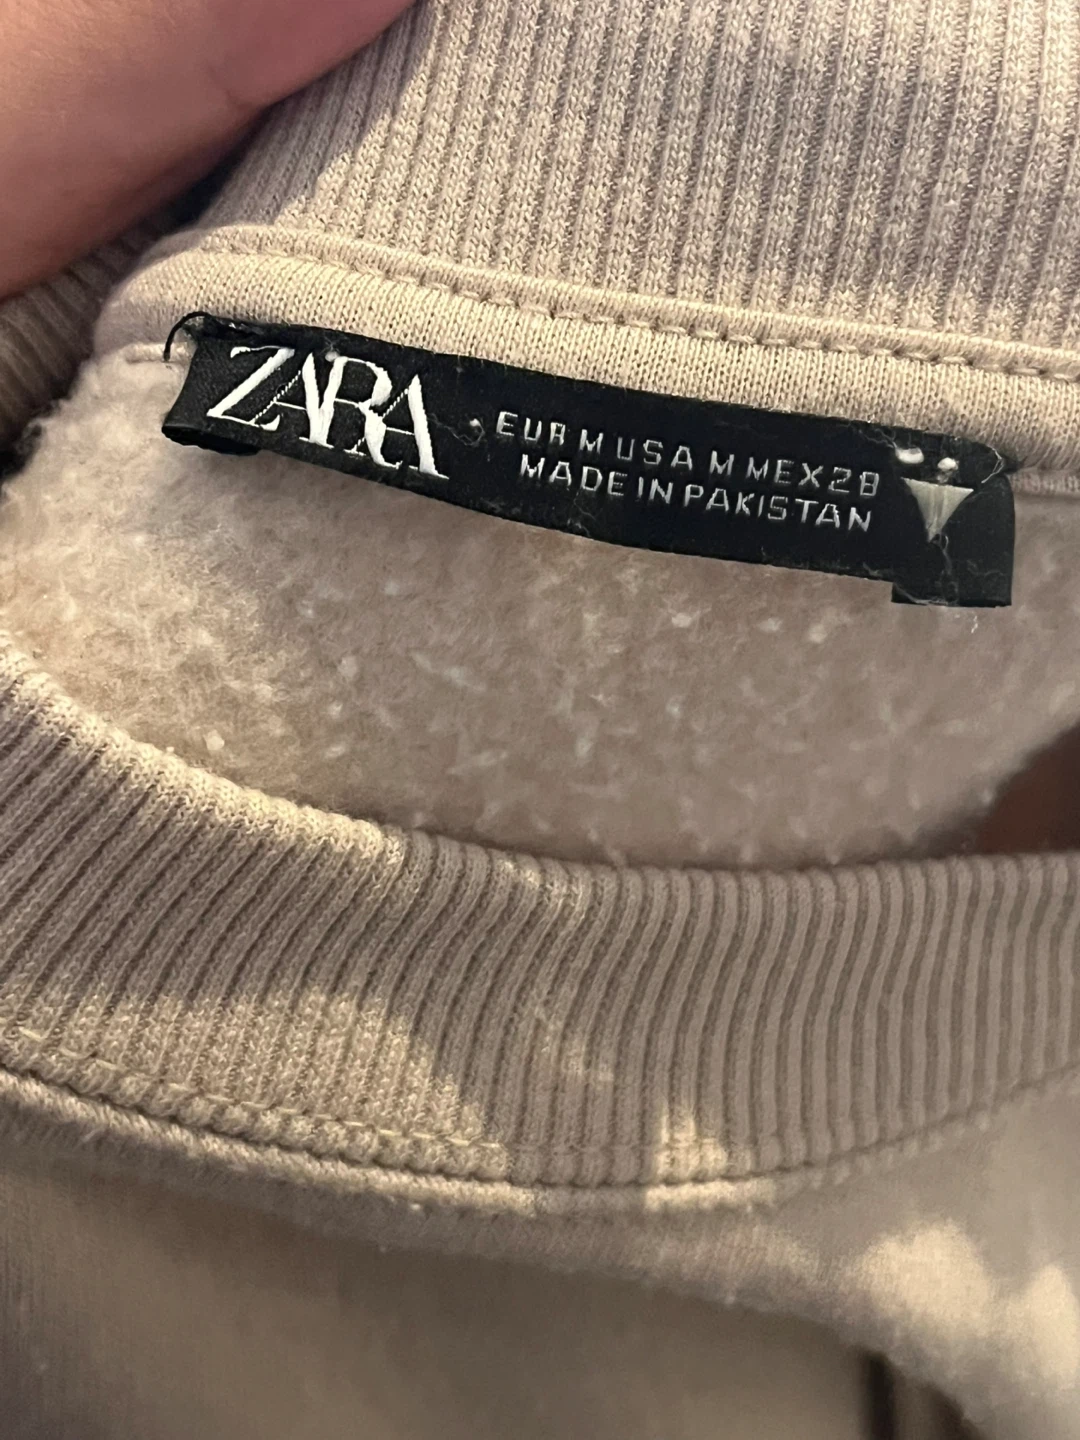 ZARA
EUR M USA M MEX 28
MADE IN PAKISTAN